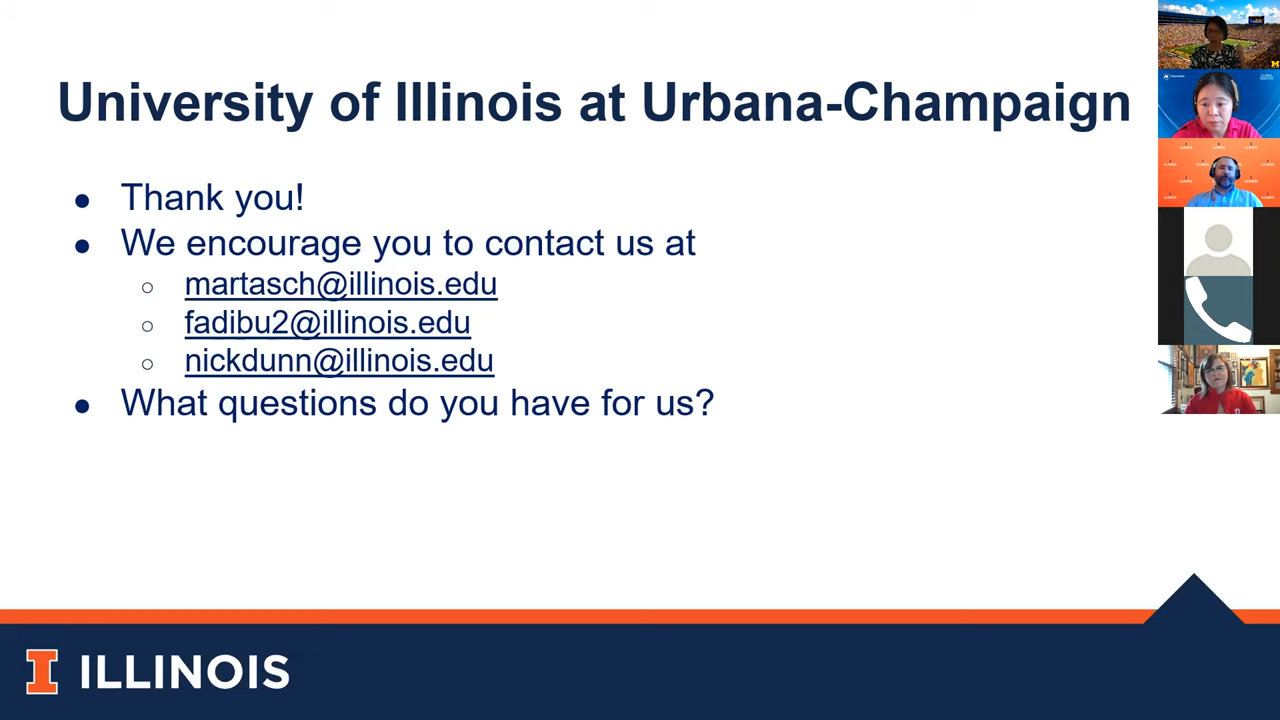 University of Illinois at Urbana-Champaign
Thank you!
We encourage you to contact us at
martasch@illinois.edu
fadibu2@illinois.edu
nickdunn@illinois.edu
What questions do you have for us?
ILLINOIS